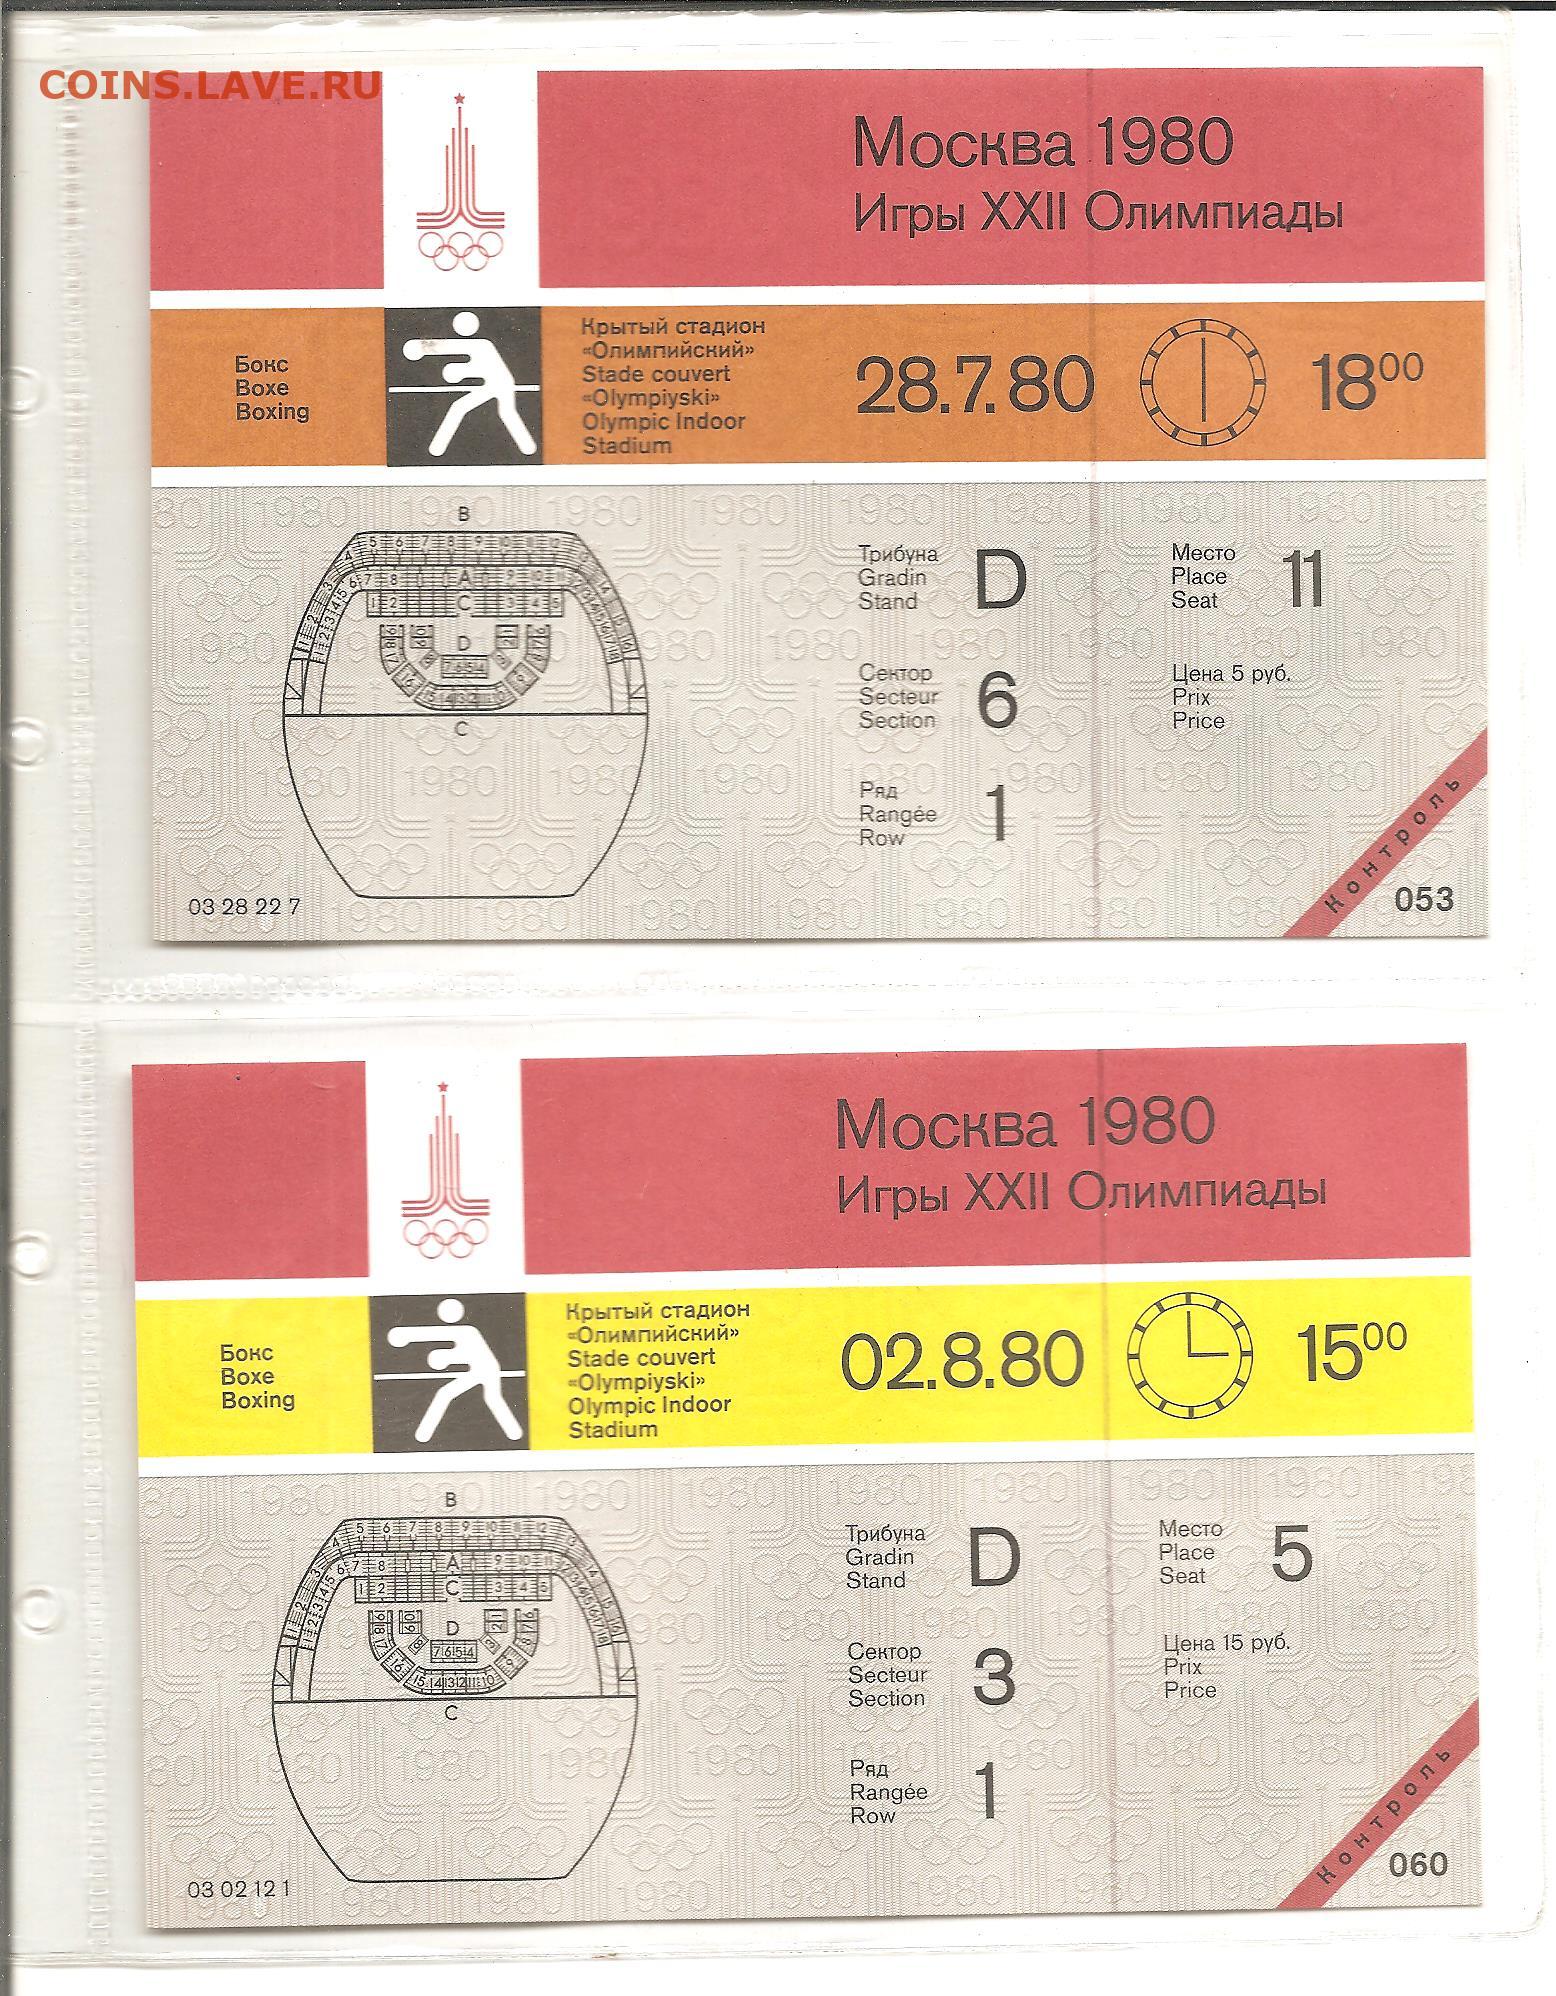 COINS.LAVE.RU
Москва 1980
Игры XXII Олимпиады
Бокс
Boxe
Boxing
Крытый стадион
«Олимпийский»
Stade couvert
«Olympiyski»
Olympic Indoor
Stadium
28.7.80
18⁰⁰
B
A
C
D
C
Трибуна
Gradin
Stand
D
Место
Place
Seat
11
Сектор
Secteur
Section
6
Цена 5 руб.
Prix
Price
Ряд
Rangée
Row
1
03 28 22 7
Контроль
053
Москва 1980
Игры XXII Олимпиады
Бокс
Boxe
Boxing
Крытый стадион
«Олимпийский»
Stade couvert
«Olympiyski»
Olympic Indoor
Stadium
02.8.80
15⁰⁰
B
A
C
D
C
Трибуна
Gradin
Stand
D
Место
Place
Seat
5
Сектор
Secteur
Section
3
Цена 15 руб.
Prix
Price
Ряд
Rangée
Row
1
03 02 12 1
Контроль
060